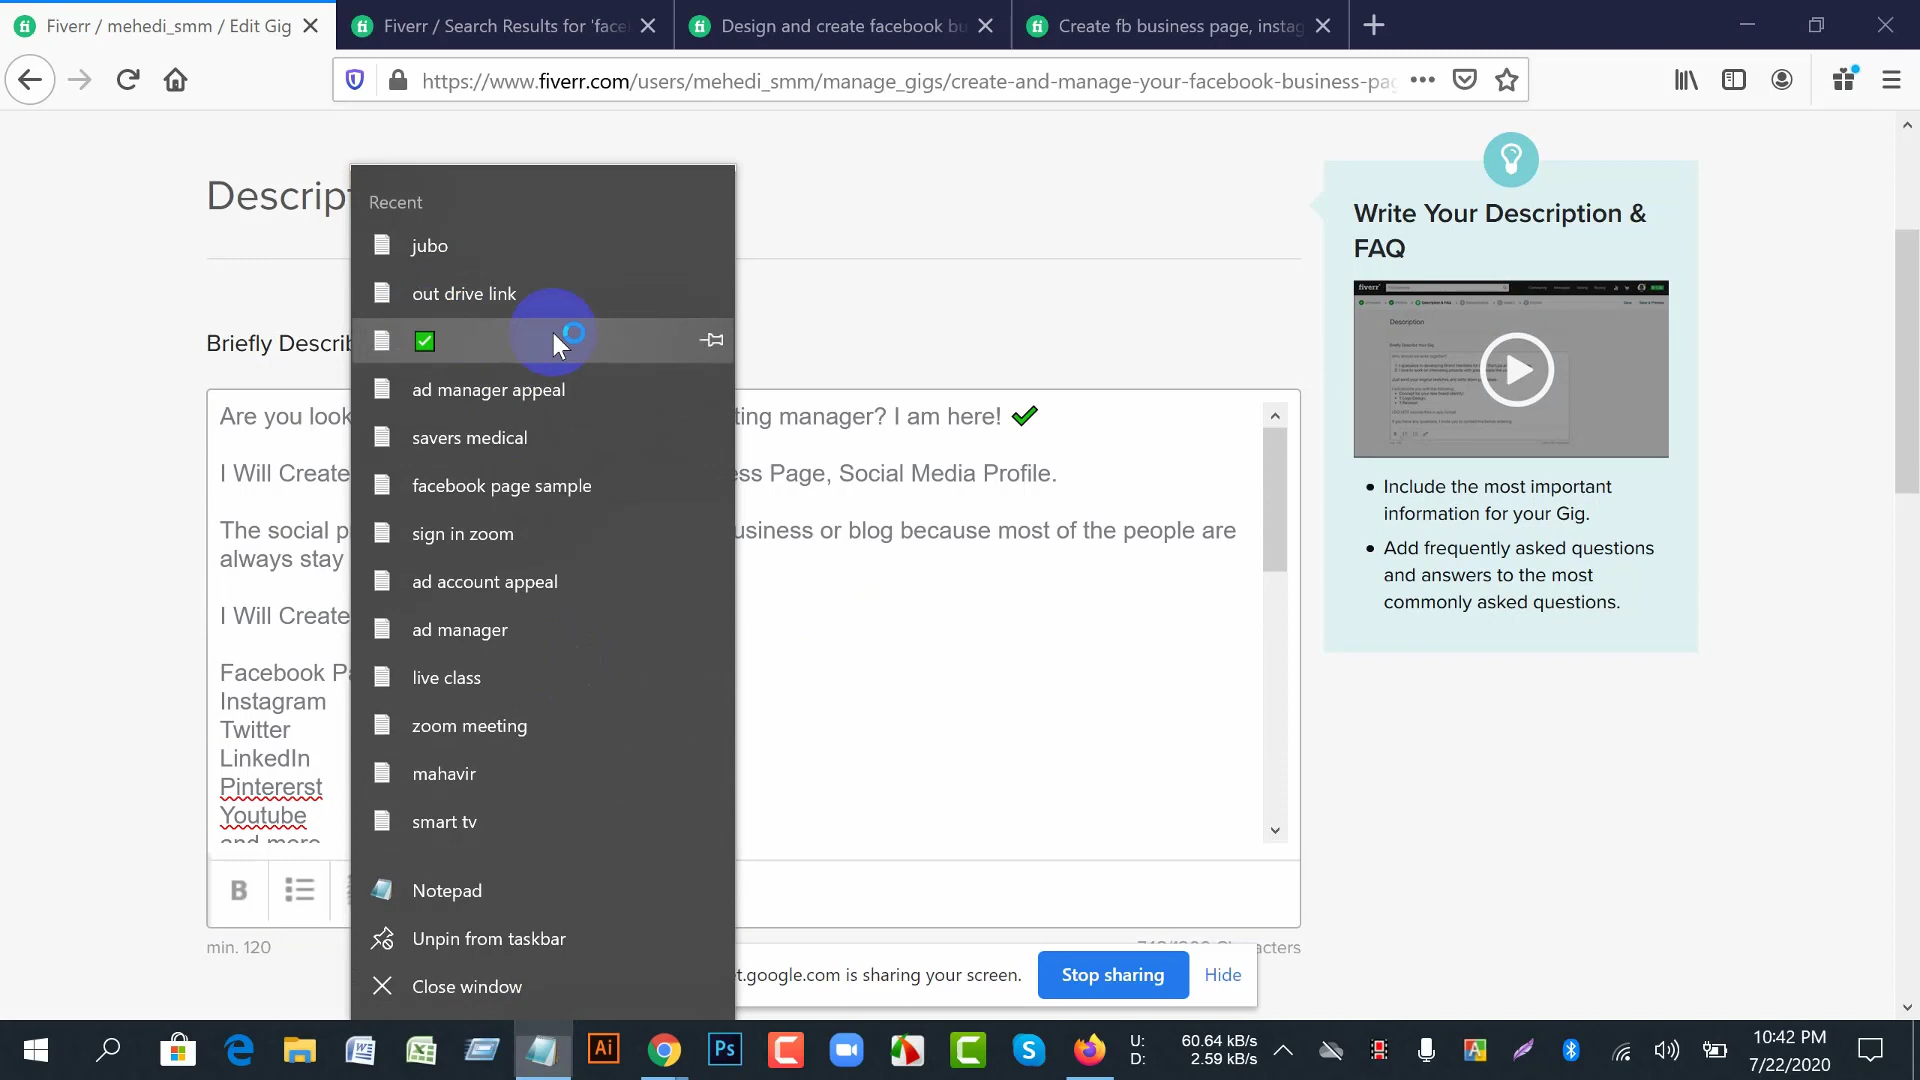 Fiverr / mehedi_smm / Edit Gig
Fiverr / Search Results for 'face
Design and create facebook bu
Create fb business page, instag
https://www.fiverr.com/users/mehedi_smm/manage_gigs/create-and-manage-your-facebook-business-pag
Descript
Recent
jubo
out drive link
ad manager appeal
savers medical
facebook page sample
sign in zoom
ad account appeal
ad manager
live class
zoom meeting
mahavir
smart tv
Notepad
Unpin from taskbar
Close window
Briefly Describ
Are you look
ting manager? I am here!
I Will Create
ess Page, Social Media Profile.
The social p
usiness or blog because most of the people are
always stay
I Will Create
Facebook Pa
Instagram
Twitter
LinkedIn
Pintererst
Youtube
and more
B
min. 120
Characters
Write Your Description &
FAQ
Include the most important
information for your Gig.
Add frequently asked questions
and answers to the most
commonly asked questions.
et.google.com is sharing your screen.
Stop sharing
Hide
U: 60.64 kB/s
D: 2.59 kB/s
10:42 PM
7/22/2020